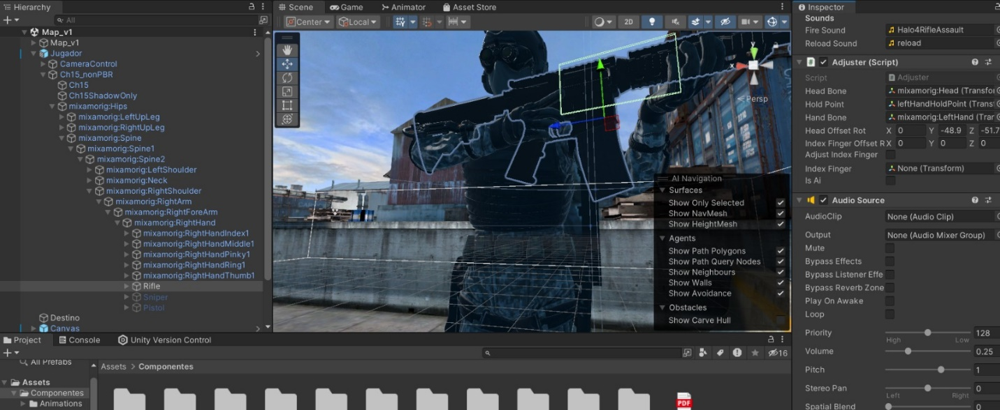 Hierarchy
All
Map_v1
Map_v1
Jugador
CameraControl
Ch15_nonPBR
Ch15
Ch15ShadowOnly
mixamorig:Hips
mixamorig:LeftUpLeg
mixamorig:RightUpLeg
mixamorig:Spine
mixamorig:Spine1
mixamorig:Spine2
mixamorig:LeftShoulder
mixamorig:Neck
mixamorig:RightShoulder
mixamorig:RightArm
mixamorig:RightForeArm
mixamorig:RightHand
mixamorig:RightHandIndex1
mixamorig:RightHandMiddle1
mixamorig:RightHandPinky1
mixamorig:RightHandRing1
mixamorig:RightHandThumb1
Rifle
Sniper
Pistol
Destino
Canvas
Scene Game Animator Asset Store
Center Local 2D
y
x
Persp
AI Navigation
Surfaces
Show Only Selected
Show NavMesh
Show HeightMesh
Agents
Show Path Polygons
Show Path Query Nodes
Show Neighbours
Show Walls
Show Avoidance
Obstacles
Show Carve Hull
Inspector
Sounds
Fire Sound Halo4RifleAssault
Reload Sound reload
Adjuster (Script)
Script Adjuster
Head Bone mixamorig:Head (Transfor
Hold Point leftHandHoldPoint (Trans
Hand Bone mixamorig:LeftHand (Tran
Head Offset Rot X 0 Y -48.9 Z -51.7
Index Finger Offset R X 0 Y 0 Z 0
Adjust Index Finger
Index Finger None (Transform)
Is Ai
Audio Source
AudioClip None (Audio Clip)
Output None (Audio Mixer Group)
Mute
Bypass Effects
Bypass Listener Effe
Bypass Reverb Zone
Play On Awake
Loop
Priority 128
High Low
Volume 0.25
Pitch 1
Stereo Pan 0
Left Right
Spatial Blend 0
Project Console Unity Version Control
16
All Prefabs
Assets
Componentes
Animations
Assets > Componentes
PDF